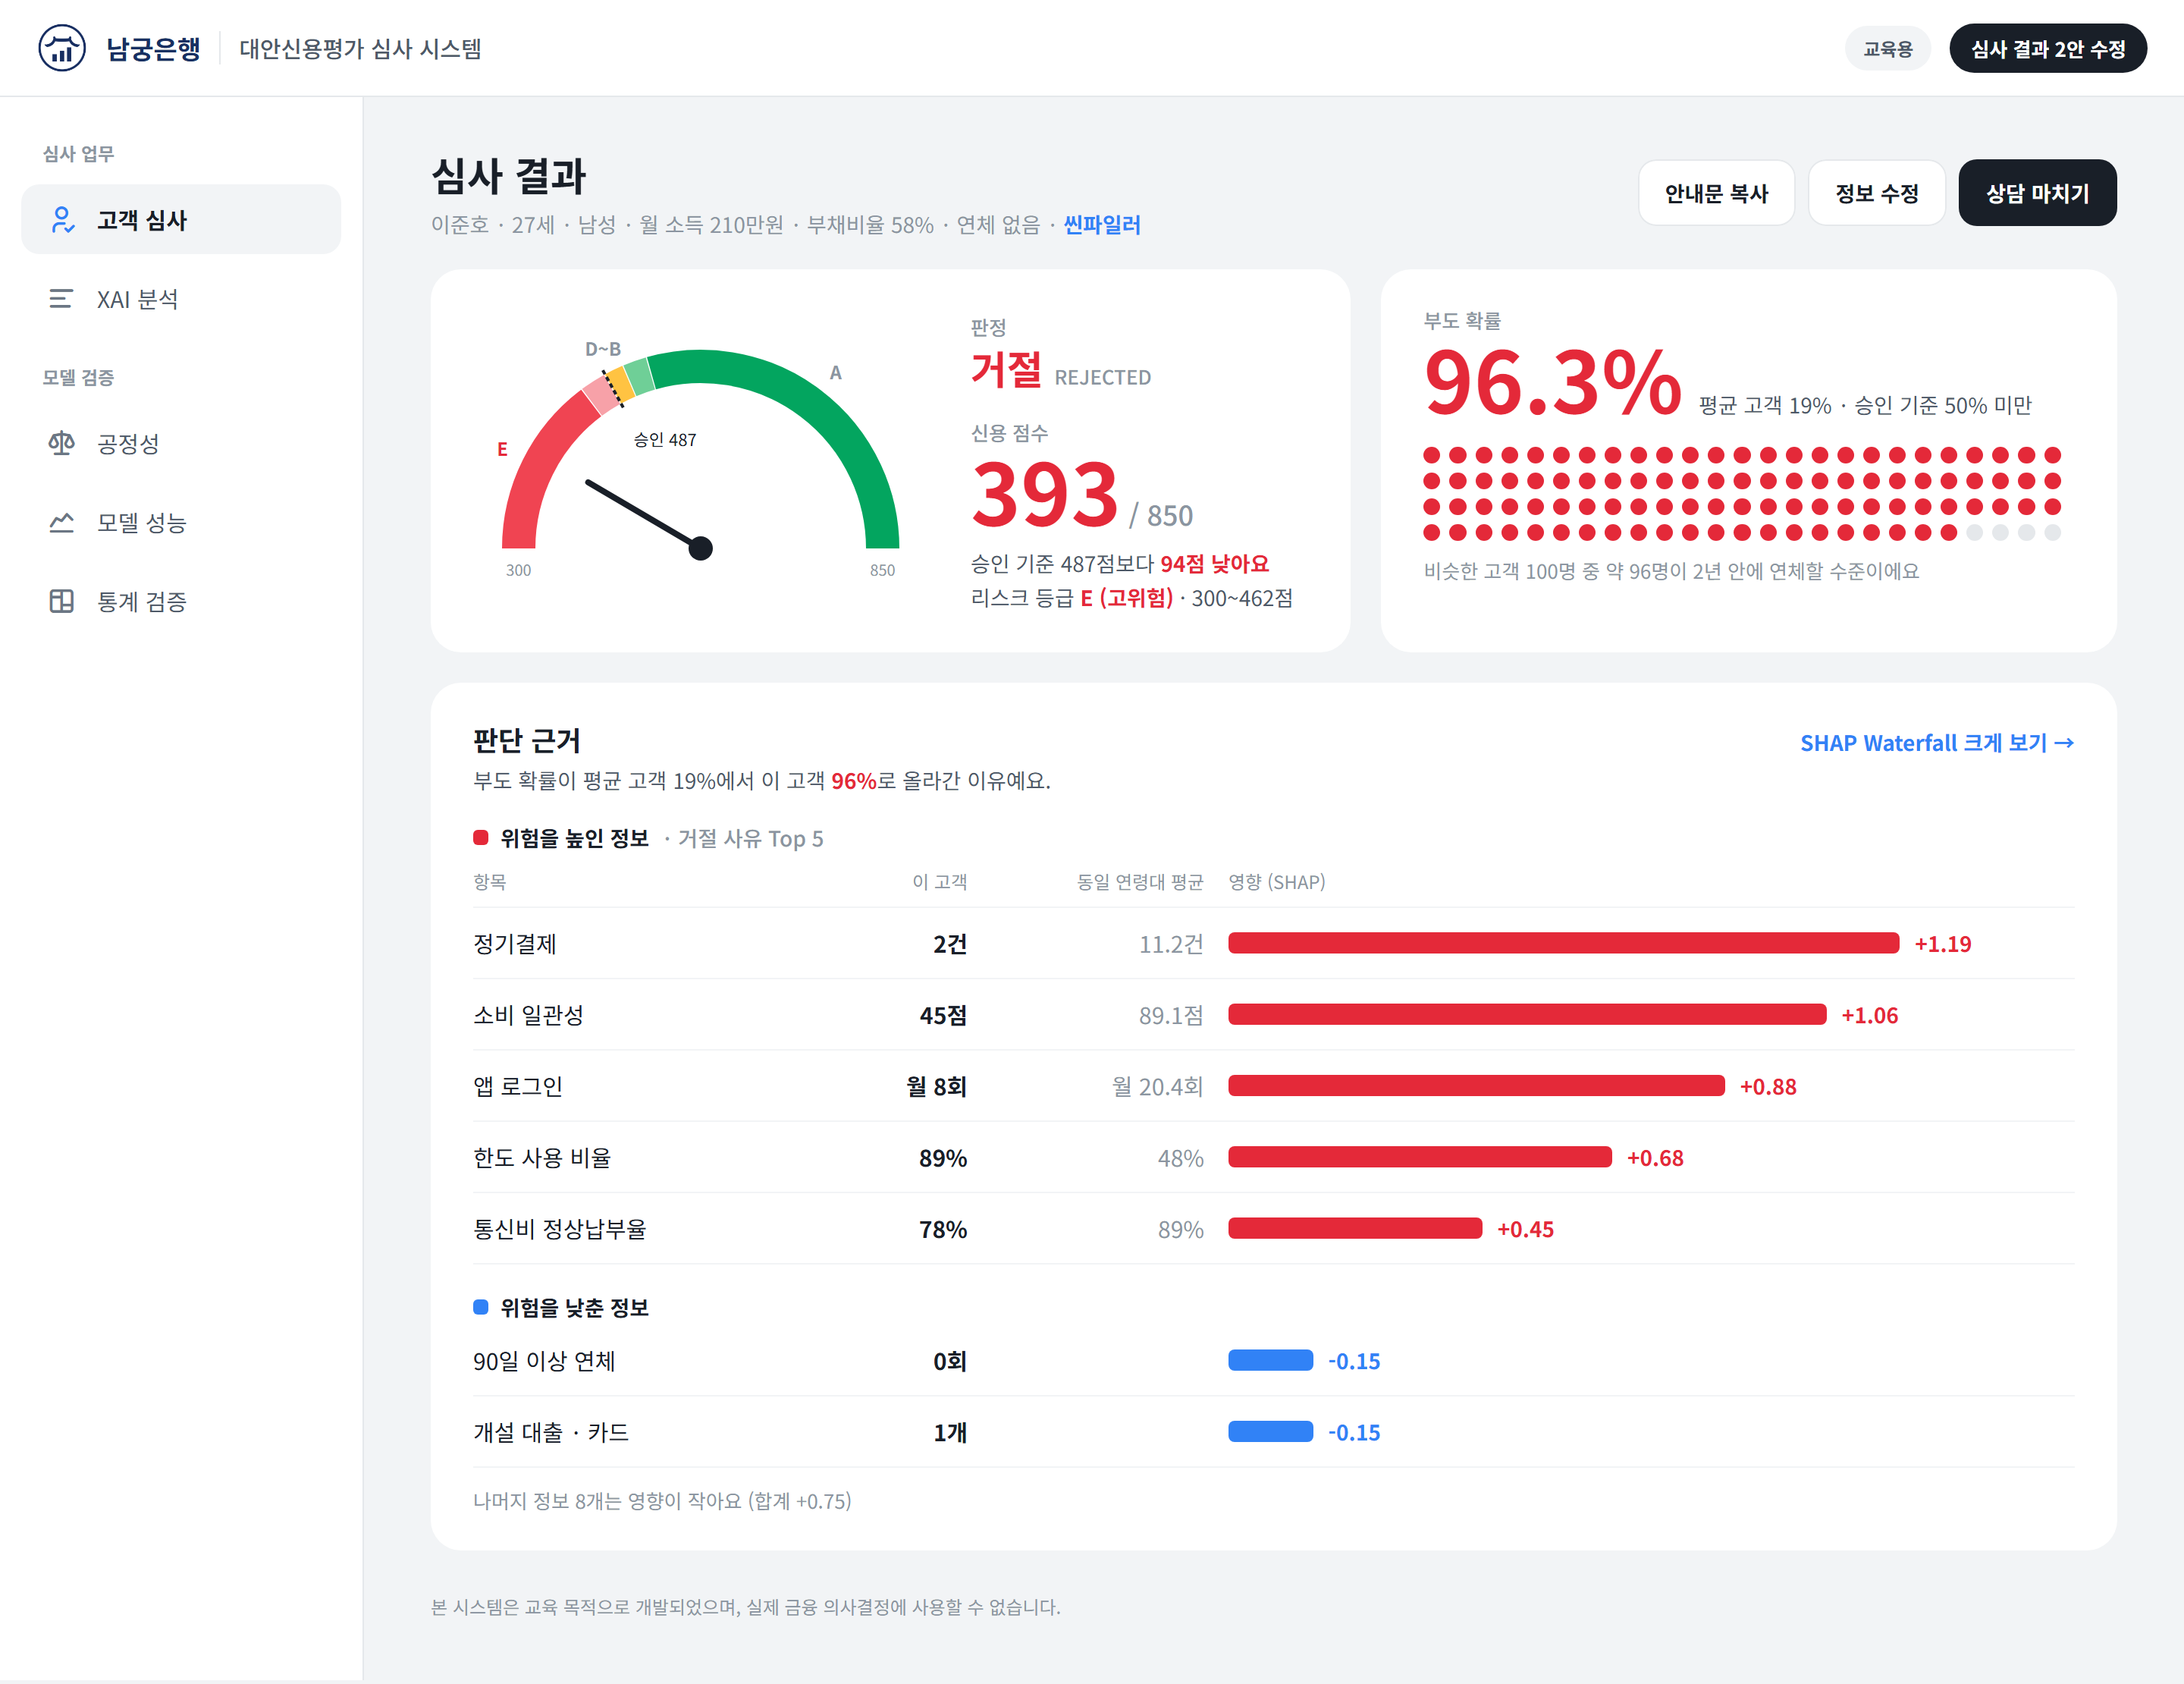 남궁은행
대안신용평가 심사 시스템
교육용
심사 결과 2안 수정
심사 업무
고객 심사
XAI 분석
모델 검증
공정성
모델 성능
통계 검증
심사 결과
이준호 · 27세 · 남성 · 월 소득 210만원 · 부채비율 58% · 연체 없음 · 씬파일러
안내문 복사
정보 수정
상담 마치기
D~B
A
E
승인 487
300
850
판정
거절 REJECTED
신용 점수
393 / 850
승인 기준 487점보다 94점 낮아요
리스크 등급 E (고위험) · 300~462점
부도 확률
96.3% 평균 고객 19% · 승인 기준 50% 미만
비슷한 고객 100명 중 약 96명이 2년 안에 연체할 수준이에요
판단 근거
SHAP Waterfall 크게 보기 →
부도 확률이 평균 고객 19%에서 이 고객 96%로 올라간 이유예요.
위험을 높인 정보 · 거절 사유 Top 5
항목 이 고객 동일 연령대 평균 영향 (SHAP)
정기결제 2건 11.2건 +1.19
소비 일관성 45점 89.1점 +1.06
앱 로그인 월 8회 월 20.4회 +0.88
한도 사용 비율 89% 48% +0.68
통신비 정상납부율 78% 89% +0.45
위험을 낮춘 정보
90일 이상 연체 0회 -0.15
개설 대출 · 카드 1개 -0.15
나머지 정보 8개는 영향이 작아요 (합계 +0.75)
본 시스템은 교육 목적으로 개발되었으며, 실제 금융 의사결정에 사용할 수 없습니다.